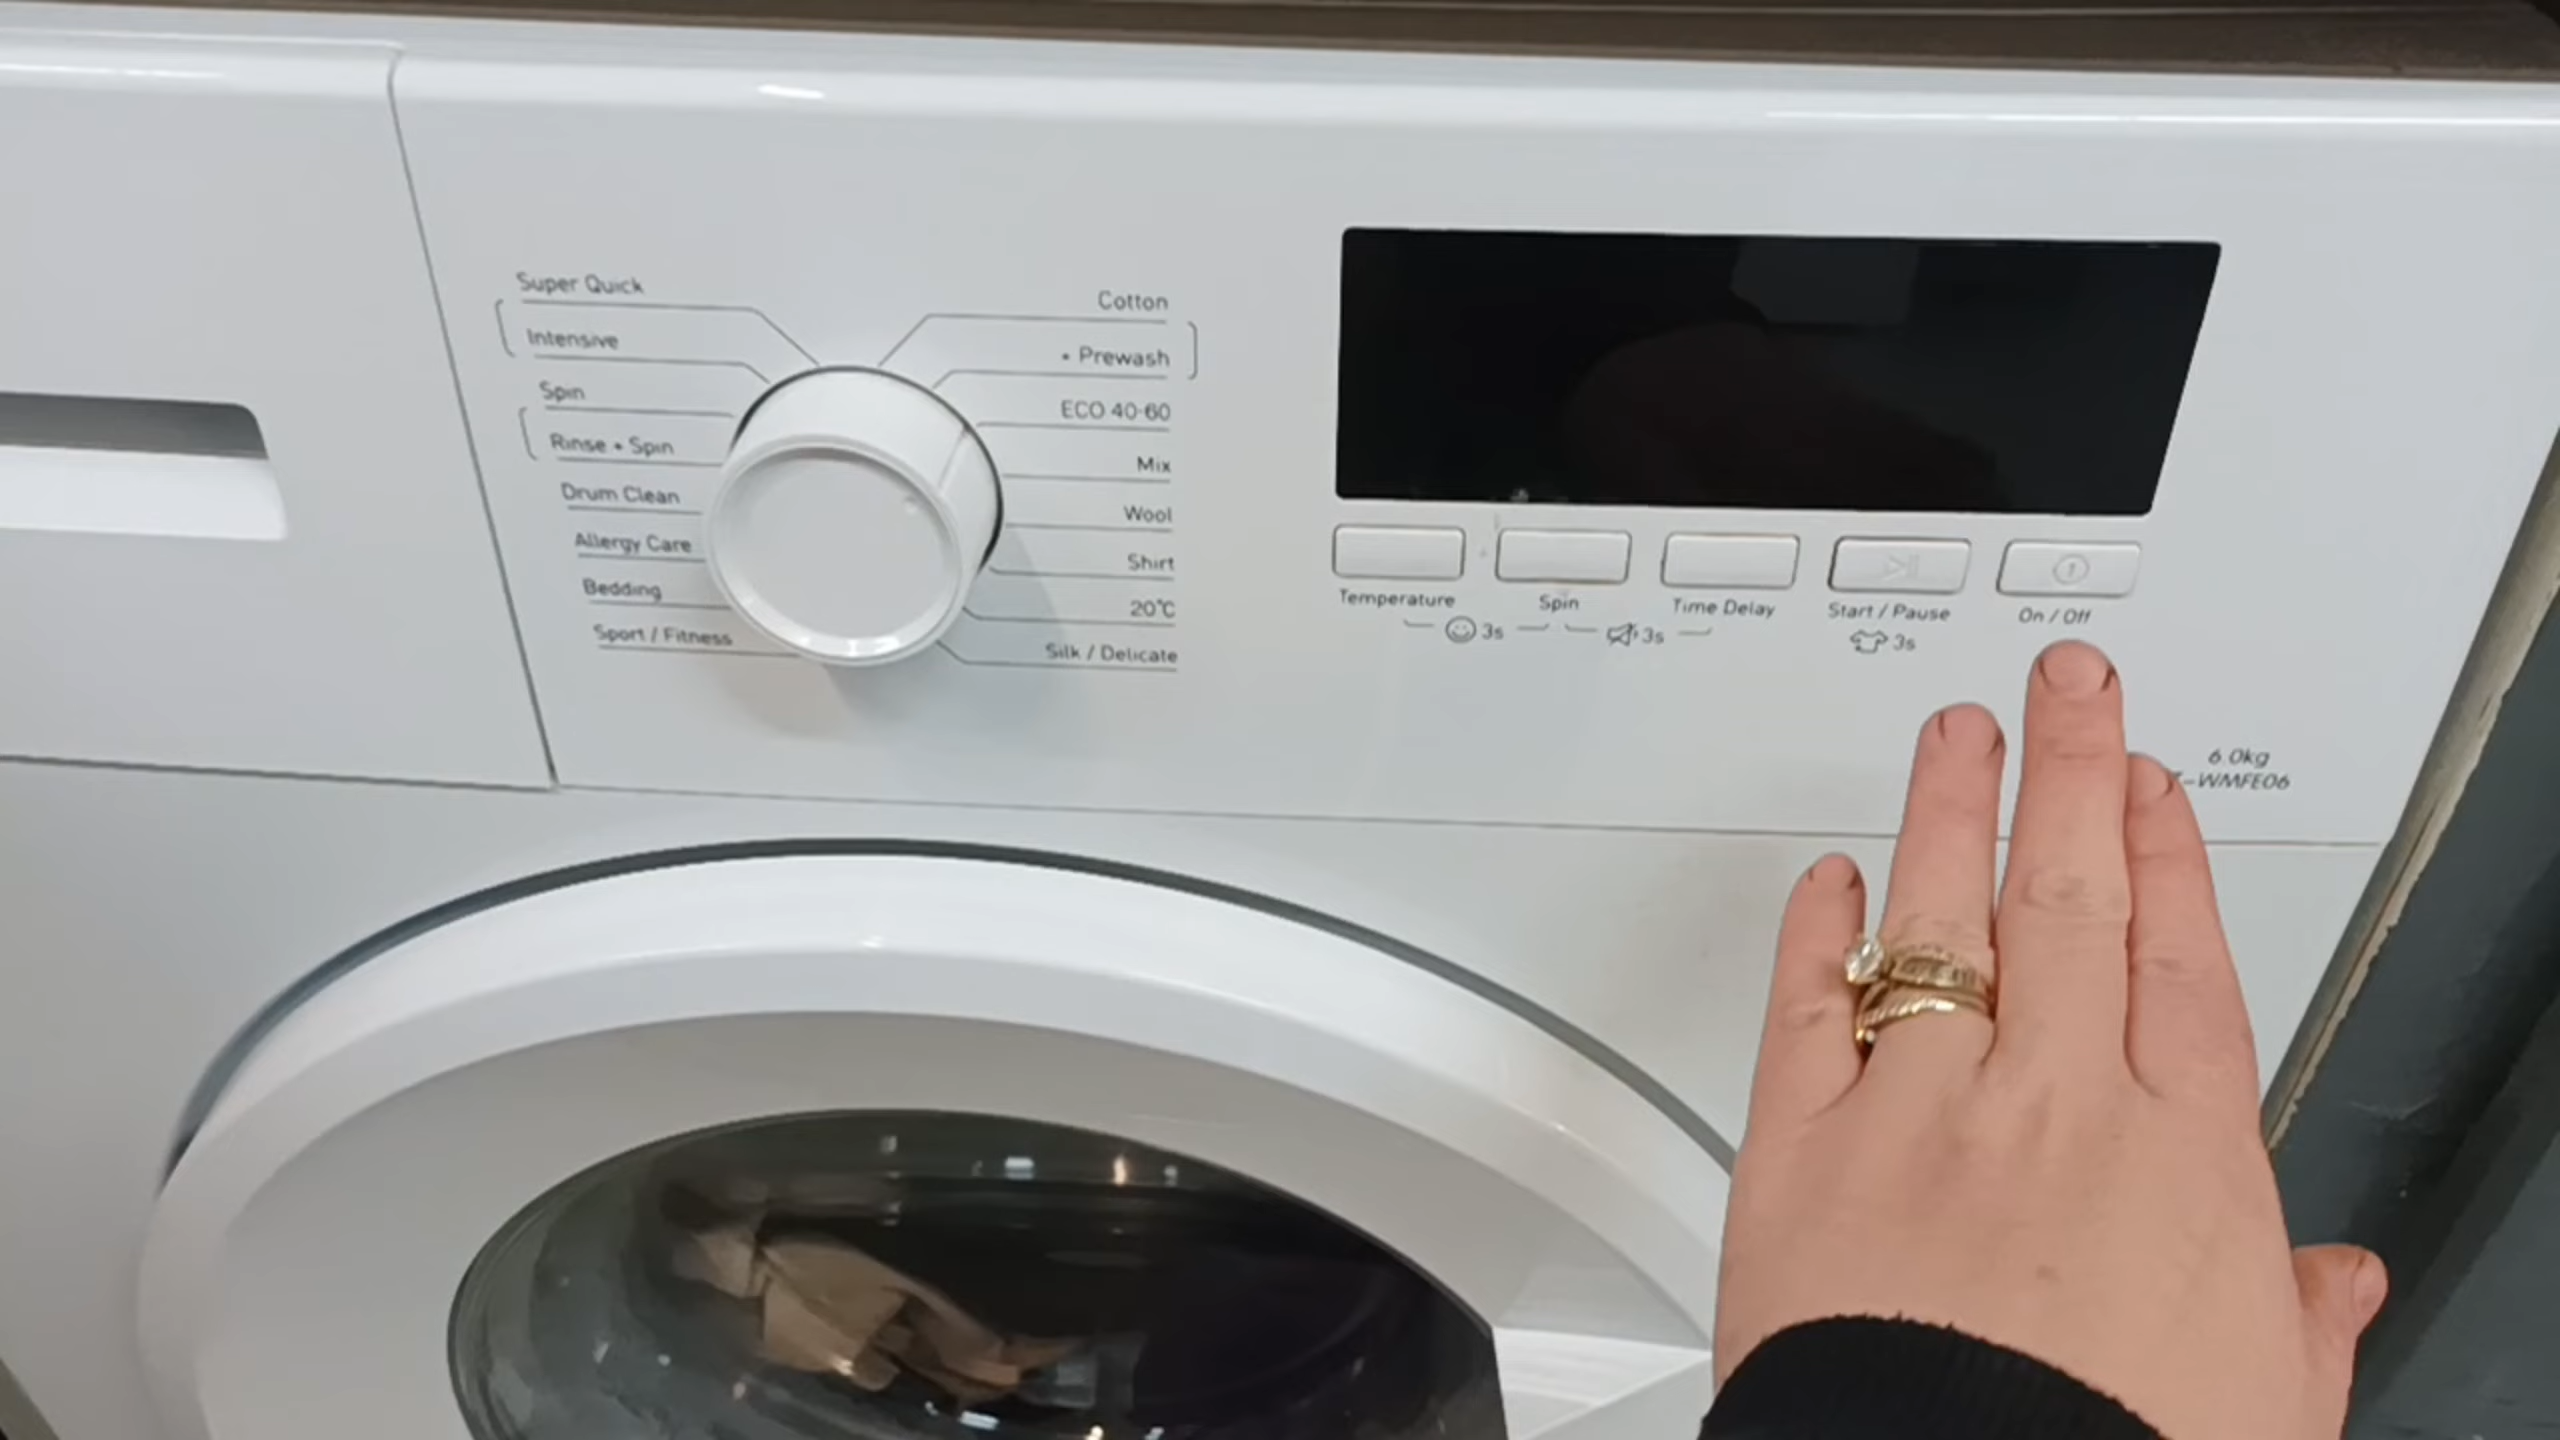 Super Quick
Intensive
Spin
Rinse + Spin
Drum Clean
Allergy Care
Bedding
Sport / Fitness
Cotton
• Prewash
ECO 40-60
Mix
Wool
Shirt
20°C
Silk / Delicate
Temperature
Spin
Time Delay
Start / Pause
On / Off
3s
3s
3s
6.0kg
-WMFE06